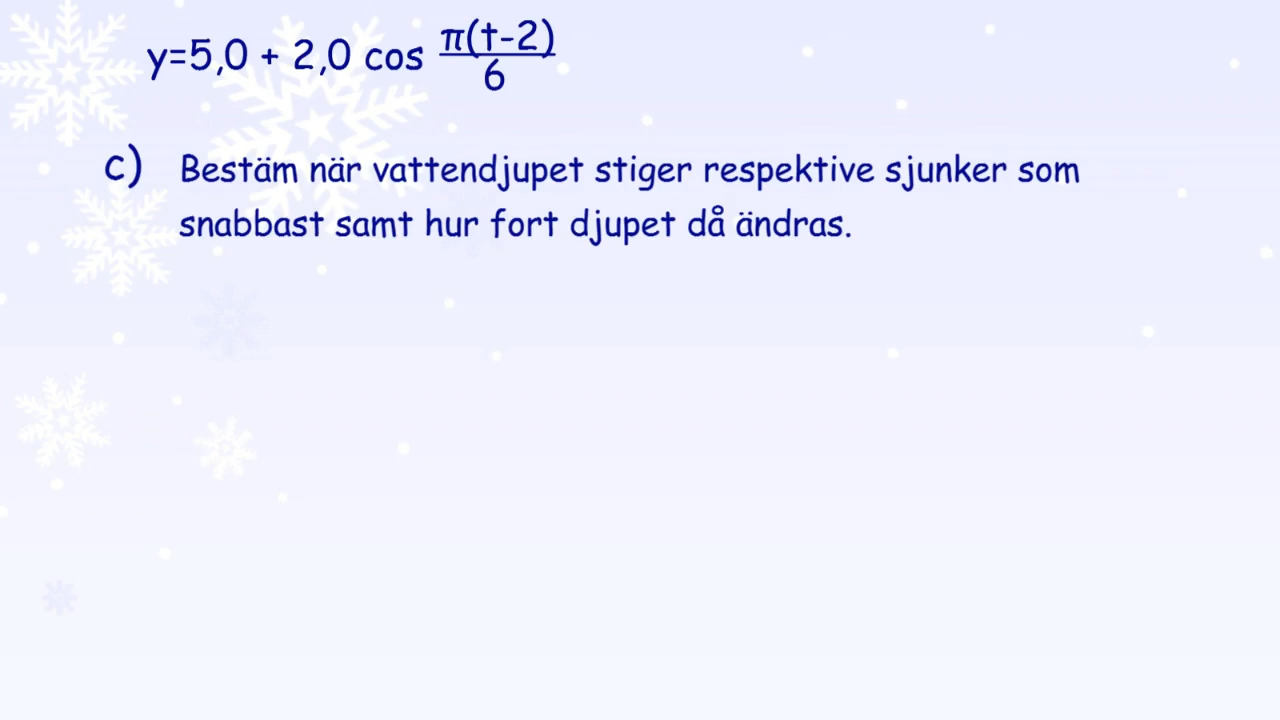 y=5,0 + 2,0 cos π(t-2)/6
c) Bestäm när vattendjupet stiger respektive sjunker som
snabbast samt hur fort djupet då ändras.